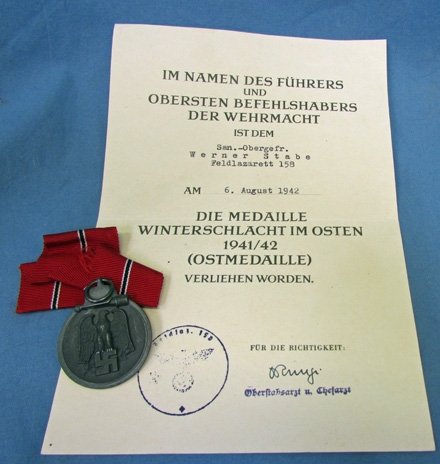 IM NAMEN DES FÜHRERS
UND
OBERSTEN BEFEHLSHABERS
DER WEHRMACHT
IST DEM
San.-Obergefr.
Werner Stabe
Feldlazarett 158
AM 6. August 1942
DIE MEDAILLE
WINTERSCHLACHT IM OSTEN
1941/42
(OSTMEDAILLE)
VERLIEHEN WORDEN.
FÜR DIE RICHTIGKEIT:
Oberstabsarzt u. Chefarzt